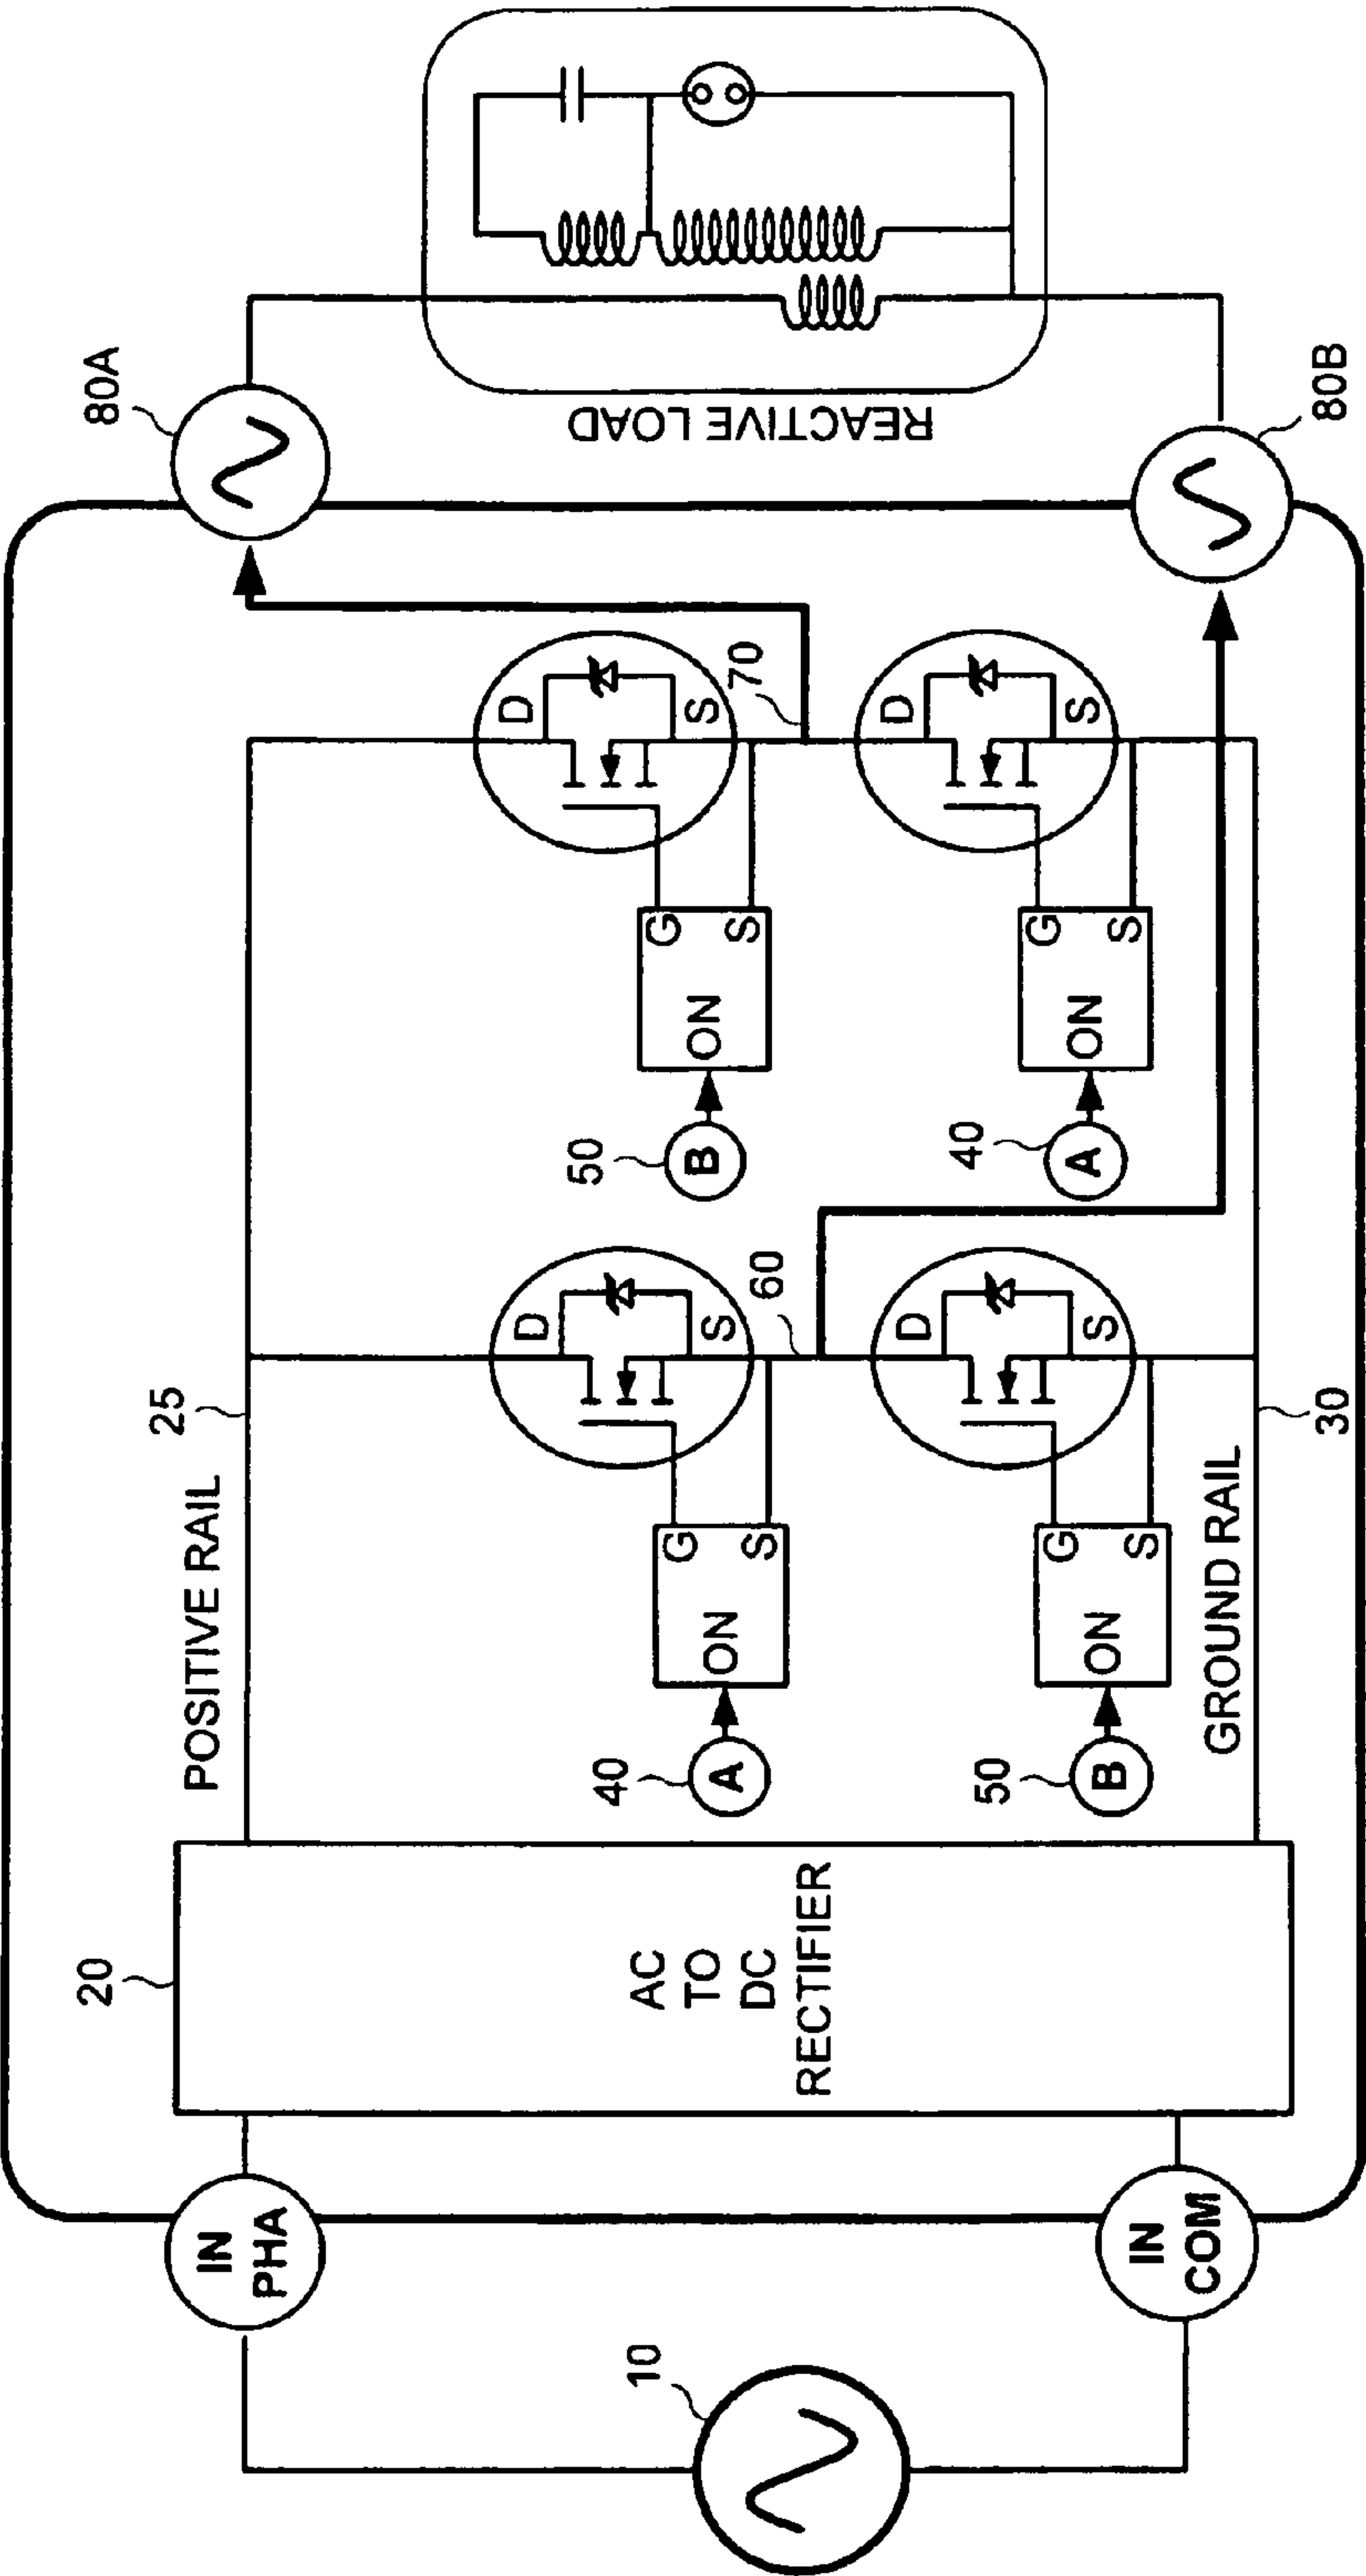 10
IN
PHA
IN
COM
20
AC
TO
DC
RECTIFIER
POSITIVE RAIL
25
GROUND RAIL
30
40
A
ON
G
S
D
S
60
50
B
ON
G
S
D
S
50
B
ON
G
S
D
S
70
40
A
ON
G
S
D
S
80A
80B
REACTIVE LOAD